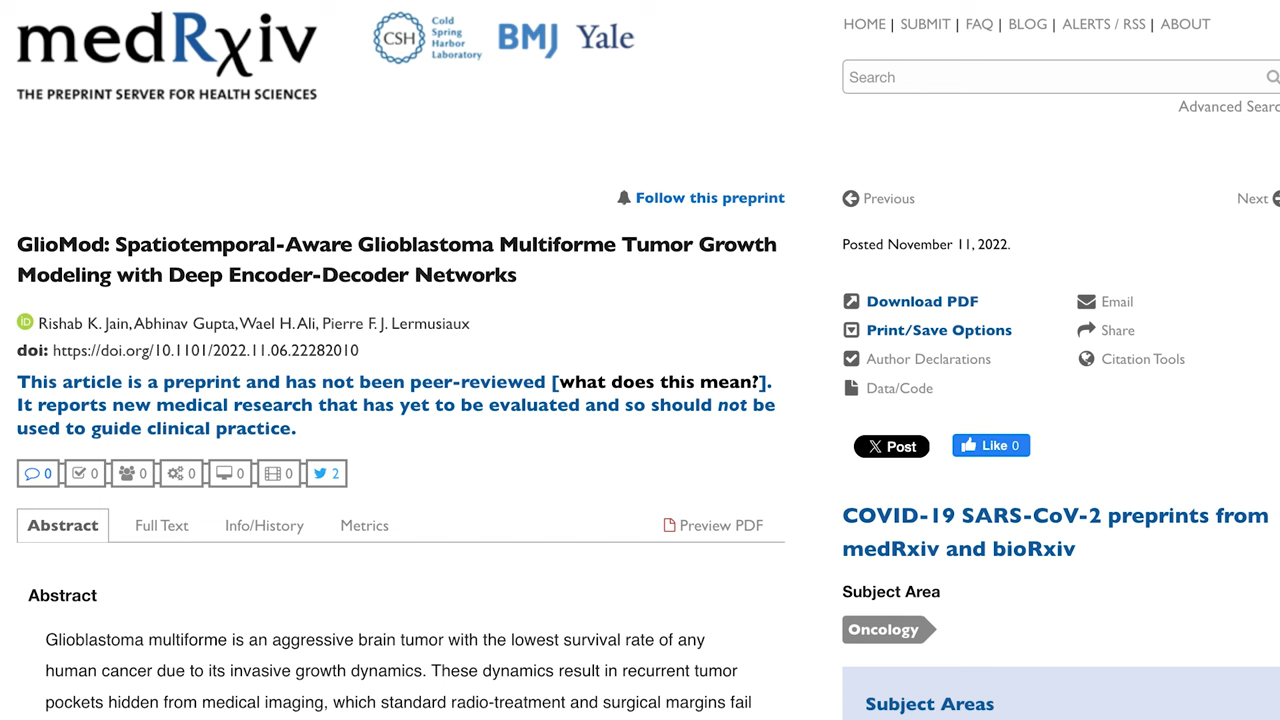 medRxiv
THE PREPRINT SERVER FOR HEALTH SCIENCES
CSH
Cold
Spring
Harbor
Laboratory
BMJ Yale
HOME | SUBMIT | FAQ | BLOG | ALERTS / RSS | ABOUT
Search
Advanced Searc
Follow this preprint
GlioMod: Spatiotemporal-Aware Glioblastoma Multiforme Tumor Growth
Modeling with Deep Encoder-Decoder Networks
iD Rishab K. Jain, Abhinav Gupta, Wael H. Ali, Pierre F. J. Lermusiaux
doi: https://doi.org/10.1101/2022.11.06.22282010
This article is a preprint and has not been peer-reviewed [what does this mean?].
It reports new medical research that has yet to be evaluated and so should not be
used to guide clinical practice.
0 0 0 0 0 0 2
Abstract Full Text Info/History Metrics Preview PDF
Abstract
Glioblastoma multiforme is an aggressive brain tumor with the lowest survival rate of any
human cancer due to its invasive growth dynamics. These dynamics result in recurrent tumor
pockets hidden from medical imaging, which standard radio-treatment and surgical margins fail
Previous Next
Posted November 11, 2022.
Download PDF Email
Print/Save Options Share
Author Declarations Citation Tools
Data/Code
X Post Like 0
COVID-19 SARS-CoV-2 preprints from
medRxiv and bioRxiv
Subject Area
Oncology
Subject Areas